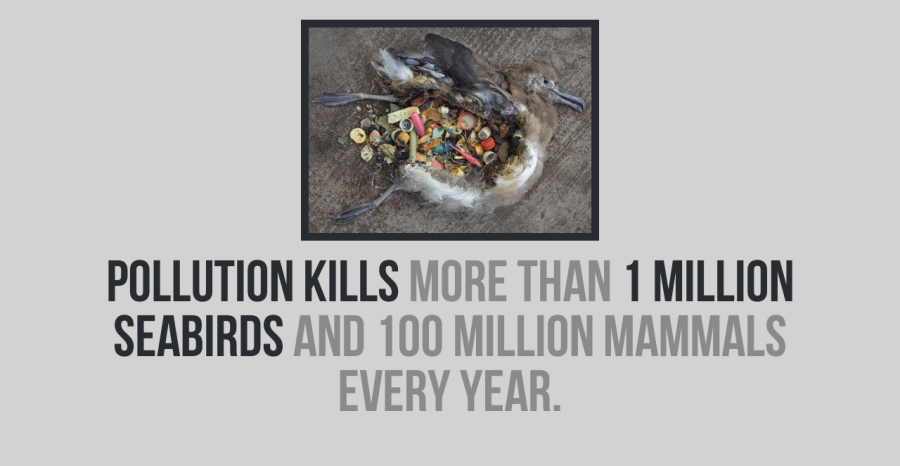 POLLUTION KILLS MORE THAN 1 MILLION
SEABIRDS AND 100 MILLION MAMMALS
EVERY YEAR.